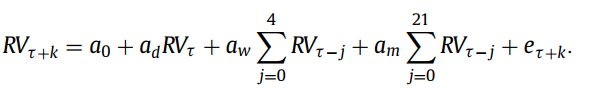 RV_{τ+k} = a_0 + a_d RV_τ + a_w \sum_{j=0}^{4} RV_{τ−j} + a_m \sum_{j=0}^{21} RV_{τ−j} + e_{τ+k}.